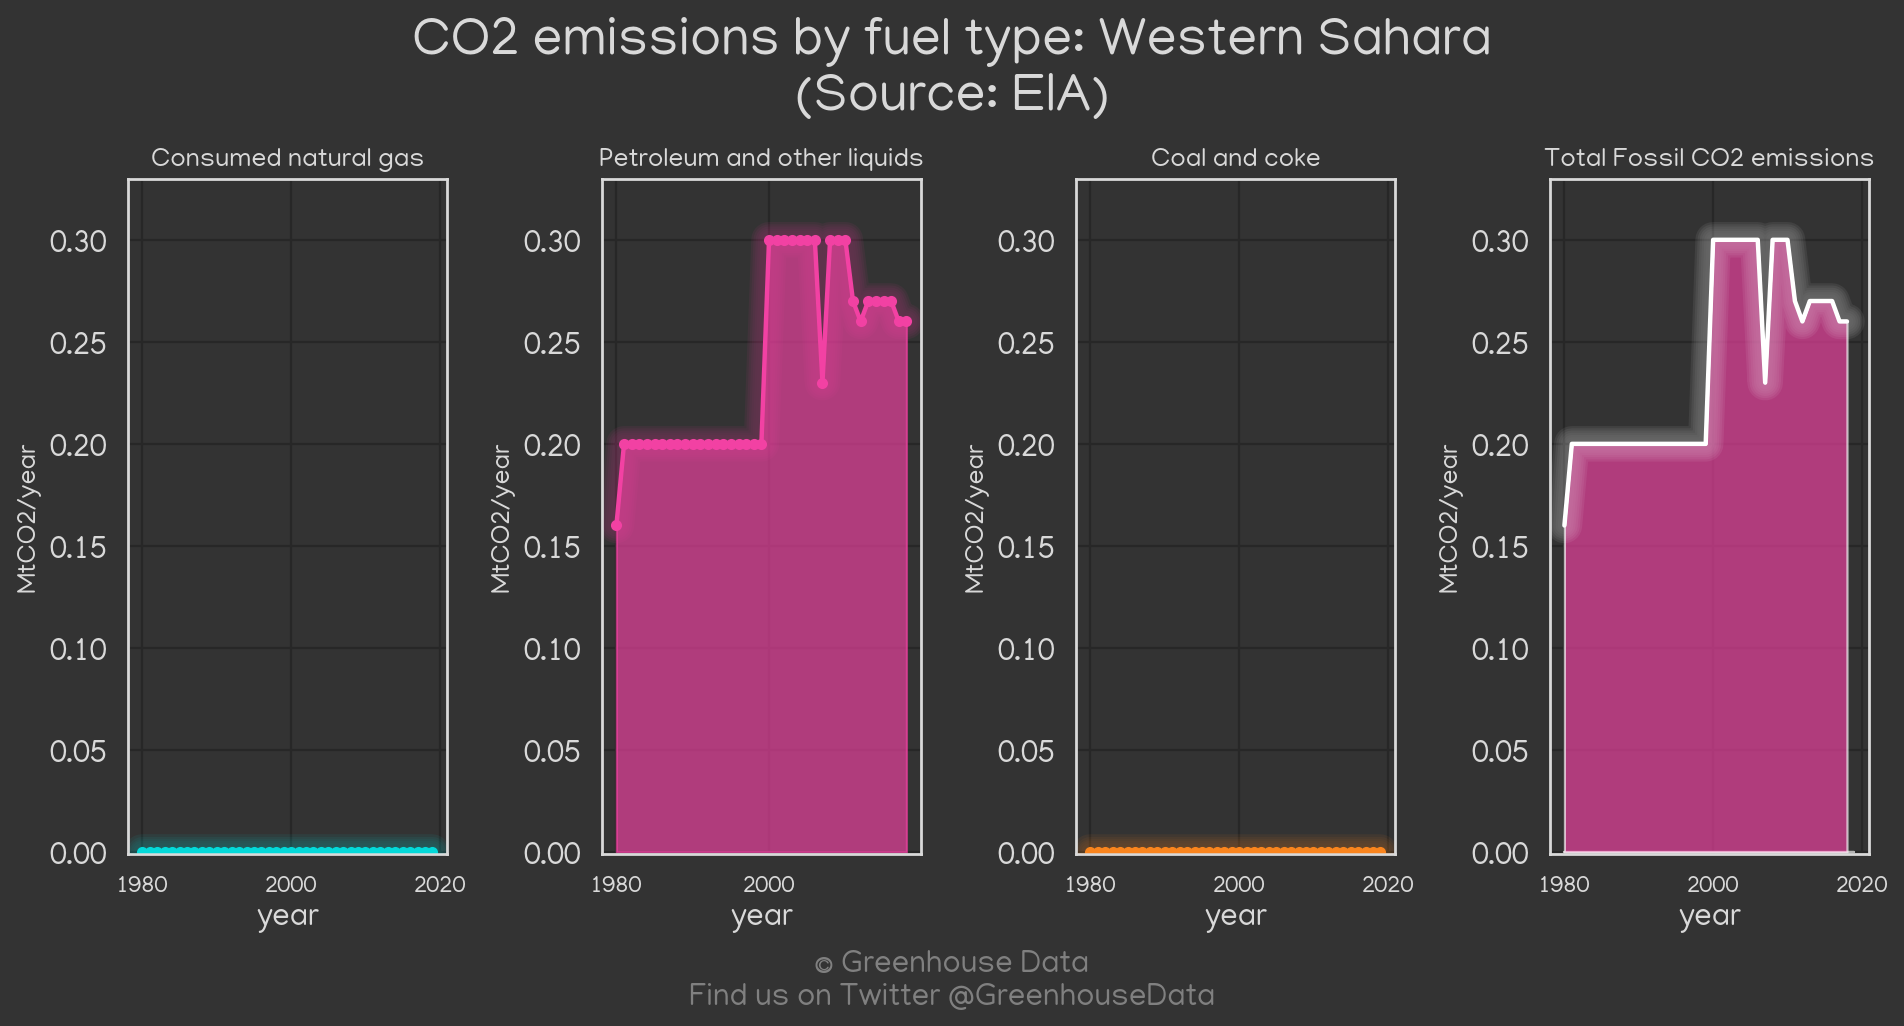 CO2 emissions by fuel type: Western Sahara
(Source: EIA)
Consumed natural gas
MtCO2/year
0.30
0.25
0.20
0.15
0.10
0.05
0.00
1980 2000 2020
year
Petroleum and other liquids
MtCO2/year
0.30
0.25
0.20
0.15
0.10
0.05
0.00
1980 2000
year
Coal and coke
MtCO2/year
0.30
0.25
0.20
0.15
0.10
0.05
0.00
1980 2000 2020
year
Total Fossil CO2 emissions
MtCO2/year
0.30
0.25
0.20
0.15
0.10
0.05
0.00
1980 2000 2020
year
© Greenhouse Data
Find us on Twitter @GreenhouseData